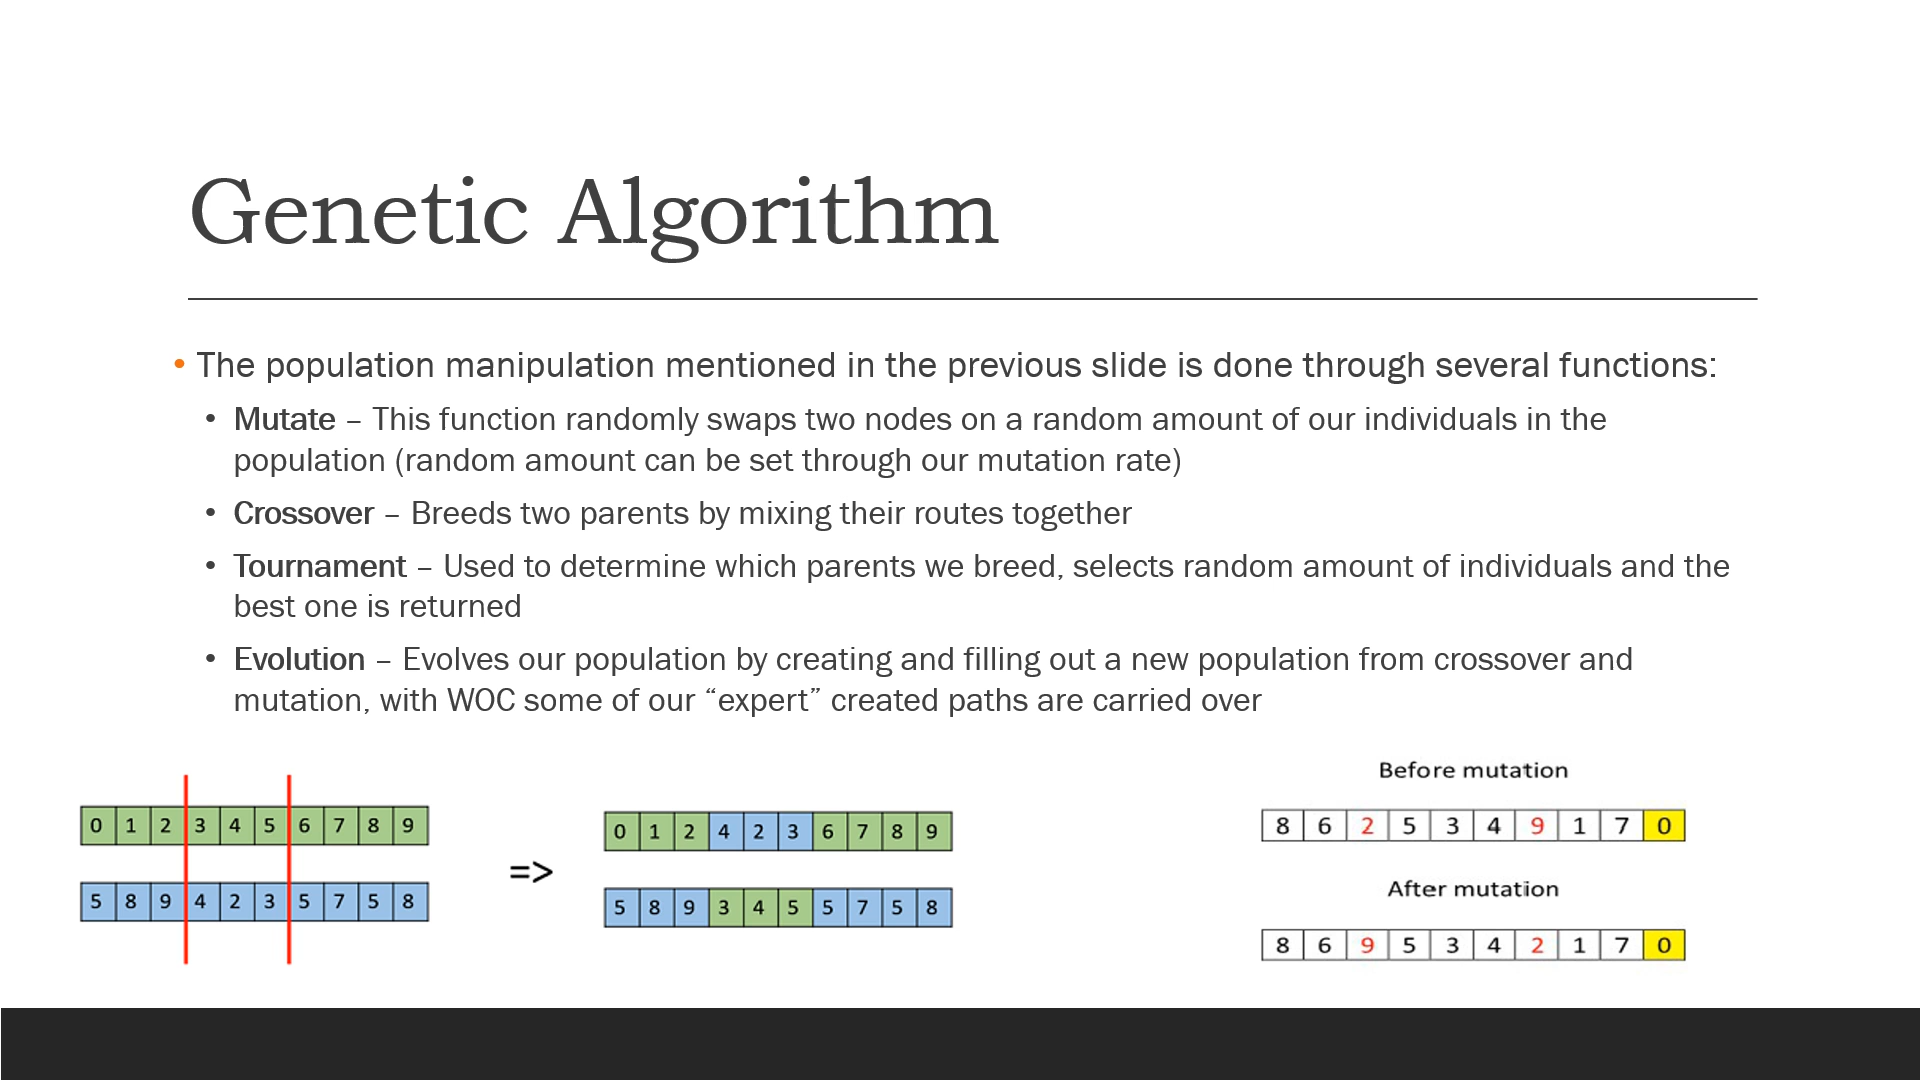 Genetic Algorithm
• The population manipulation mentioned in the previous slide is done through several functions:
• Mutate – This function randomly swaps two nodes on a random amount of our individuals in the
population (random amount can be set through our mutation rate)
• Crossover – Breeds two parents by mixing their routes together
• Tournament – Used to determine which parents we breed, selects random amount of individuals and the
best one is returned
• Evolution – Evolves our population by creating and filling out a new population from crossover and
mutation, with WOC some of our “expert” created paths are carried over
0 1 2 3 4 5 6 7 8 9
5 8 9 4 2 3 5 7 5 8
=>
0 1 2 4 2 3 6 7 8 9
5 8 9 3 4 5 5 7 5 8
Before mutation
8 6 2 5 3 4 9 1 7 0
After mutation
8 6 9 5 3 4 2 1 7 0